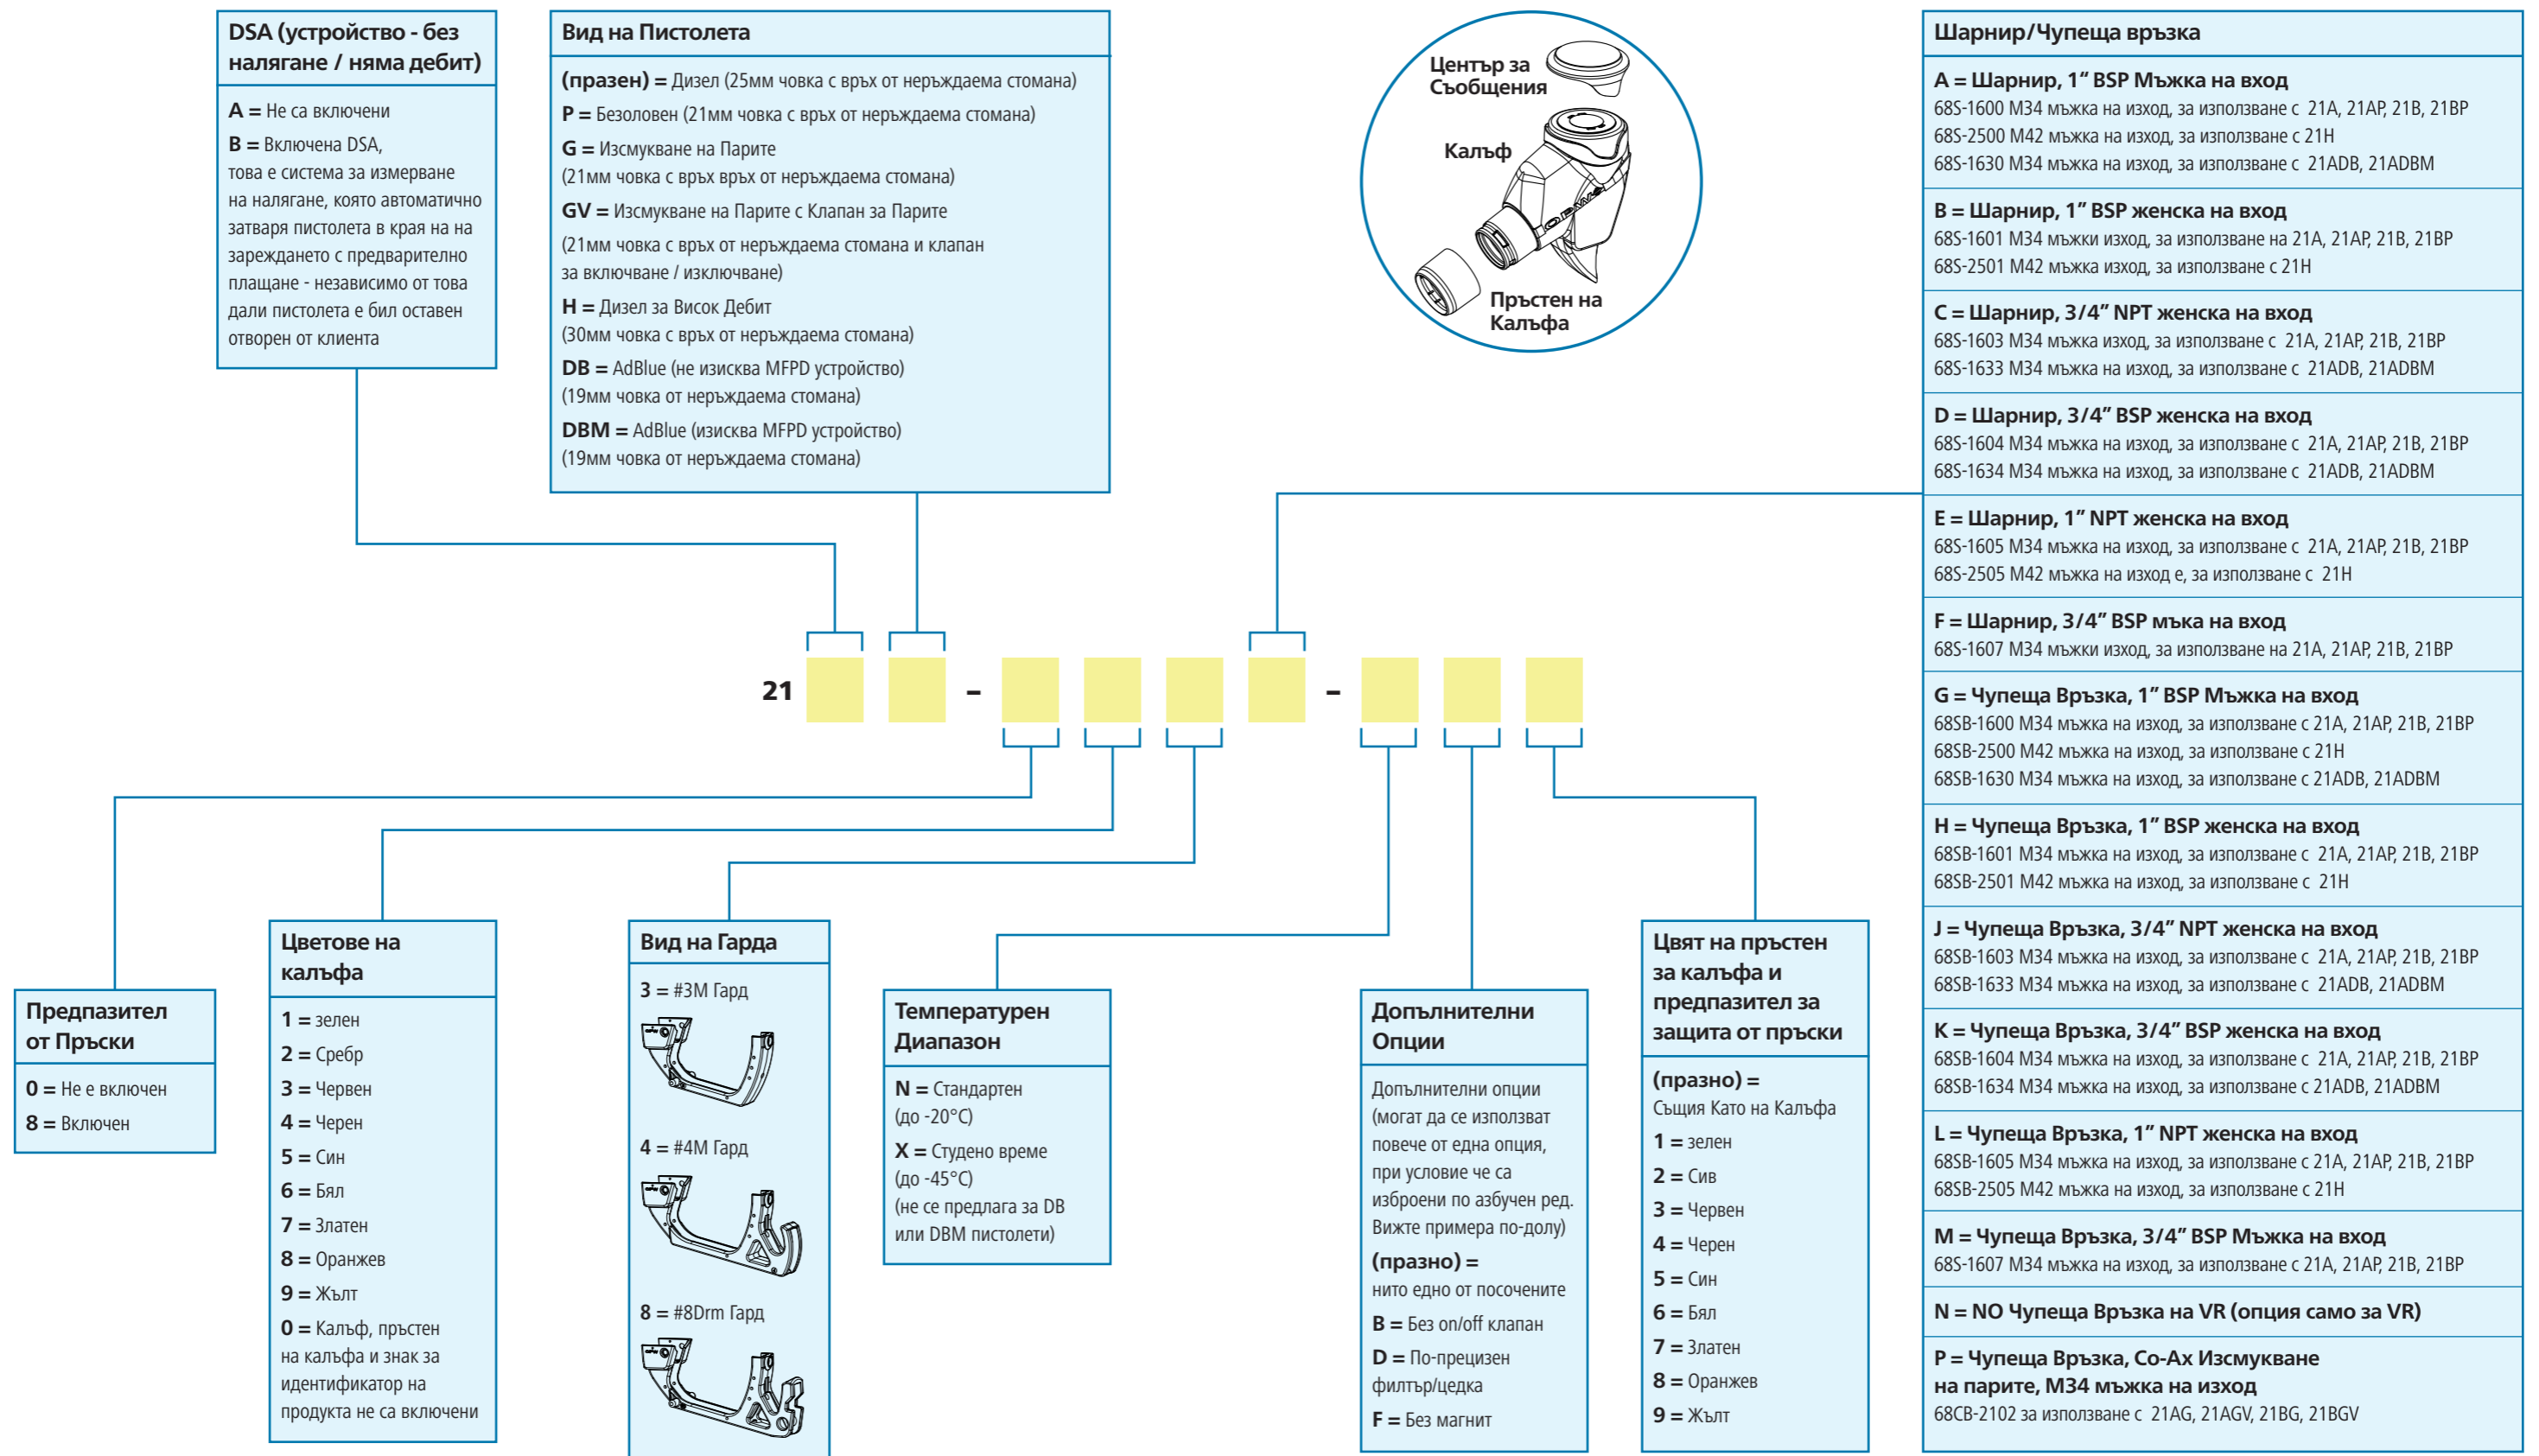 DSA (устройство - без
налягане / няма дебит)
A = Не са включени
B = Включена DSA,
това е система за измерване
на налягане, която автоматично
затваря пистолета в края на на
зареждането с предварително
плащане - независимо от това
дали пистолета е бил оставен
отворен от клиента
Вид на Пистолета
(празен) = Дизел (25мм човка с връх от неръждаема стомана)
P = Безоловен (21мм човка с връх от неръждаема стомана)
G = Изсмукване на Парите
(21мм човка с връх връх от неръждаема стомана)
GV = Изсмукване на Парите с Клапан за Парите
(21мм човка с връх от неръждаема стомана и клапан
за включване / изключване)
H = Дизел за Висок Дебит
(30мм човка с връх от неръждаема стомана)
DB = AdBlue (не изисква MFPD устройство)
(19мм човка от неръждаема стомана)
DBM = AdBlue (изисква MFPD устройство)
(19мм човка от неръждаема стомана)
Център за
Съобщения
Калъф
OPW
Пръстен на
Калъфа
Шарнир/Чупеща връзка
A = Шарнир, 1" BSP Мъжка на вход
68S-1600 M34 мъжка на изход, за използване с 21A, 21AP, 21B, 21BP
68S-2500 M42 мъжка на изход, за използване с 21H
68S-1630 M34 мъжка на изход, за използване с 21ADB, 21ADBM
B = Шарнир, 1" BSP женска на вход
68S-1601 M34 мъжки изход, за използване на 21A, 21AP, 21B, 21BP
68S-2501 M42 мъжка изход, за използване с 21H
C = Шарнир, 3/4" NPT женска на вход
68S-1603 M34 мъжка изход, за използване с 21A, 21AP, 21B, 21BP
68S-1633 M34 мъжка на изход, за използване с 21ADB, 21ADBM
D = Шарнир, 3/4" BSP женска на вход
68S-1604 M34 мъжка на изход, за използване с 21A, 21AP, 21B, 21BP
68S-1634 M34 мъжка на изход, за използване с 21ADB, 21ADBM
E = Шарнир, 1" NPT женска на вход
68S-1605 M34 мъжка на изход, за използване с 21A, 21AP, 21B, 21BP
68S-2505 M42 мъжка на изход е, за използване с 21H
F = Шарнир, 3/4" BSP мъка на вход
68S-1607 M34 мъжки изход, за използване на 21A, 21AP, 21B, 21BP
G = Чупеща Връзка, 1" BSP Мъжка на вход
68SB-1600 M34 мъжка на изход, за използване с 21A, 21AP, 21B, 21BP
68SB-2500 M42 мъжка на изход, за използване с 21H
68SB-1630 M34 мъжка на изход, за използване с 21ADB, 21ADBM
H = Чупеща Връзка, 1" BSP женска на вход
68SB-1601 M34 мъжка на изход, за използване с 21A, 21AP, 21B, 21BP
68SB-2501 M42 мъжка на изход, за използване с 21H
J = Чупеща Връзка, 3/4" NPT женска на вход
68SB-1603 M34 мъжка на изход, за използване с 21A, 21AP, 21B, 21BP
68SB-1633 M34 мъжка на изход, за използване с 21ADB, 21ADBM
K = Чупеща Връзка, 3/4" BSP женска на вход
68SB-1604 M34 мъжка на изход, за използване с 21A, 21AP, 21B, 21BP
68SB-1634 M34 мъжка на изход, за използване с 21ADB, 21ADBM
L = Чупеща Връзка, 1" NPT женска на вход
68SB-1605 M34 мъжка на изход, за използване с 21A, 21AP, 21B, 21BP
68SB-2505 M42 мъжка на изход, за използване с 21H
M = Чупеща Връзка, 3/4" BSP Мъжка на вход
68S-1607 M34 мъжка на изход, за използване с 21A, 21AP, 21B, 21BP
N = NO Чупеща Връзка на VR (опция само за VR)
P = Чупеща Връзка, Co-Ax Изсмукване
на парите, M34 мъжка на изход
68CB-2102 за използване с 21AG, 21AGV, 21BG, 21BGV
21 – –
Предпазител
от Пръски
0 = Не е включен
8 = Включен
Цветове на
калъфа
1 = зелен
2 = Сребр
3 = Червен
4 = Черен
5 = Син
6 = Бял
7 = Златен
8 = Оранжев
9 = Жълт
0 = Калъф, пръстен
на калъфа и знак за
идентификатор на
продукта не са включени
Вид на Гарда
3 = #3M Гард
4 = #4M Гард
8 = #8Drm Гард
Температурен
Диапазон
N = Стандартен
(до -20°C)
X = Студено време
(до -45°C)
(не се предлага за DB
или DBM пистолети)
Допълнителни
Опции
Допълнителни опции
(могат да се използват
повече от една опция,
при условие че са
изброени по азбучен ред.
Вижте примера по-долу)
(празно) =
нито едно от посочените
B = Без on/off клапан
D = По-прецизен
филтър/цедка
F = Без магнит
Цвят на пръстен
за калъфа и
предпазител за
защита от пръски
(празно) =
Същия Като на Калъфа
1 = зелен
2 = Сив
3 = Червен
4 = Черен
5 = Син
6 = Бял
7 = Златен
8 = Оранжев
9 = Жълт